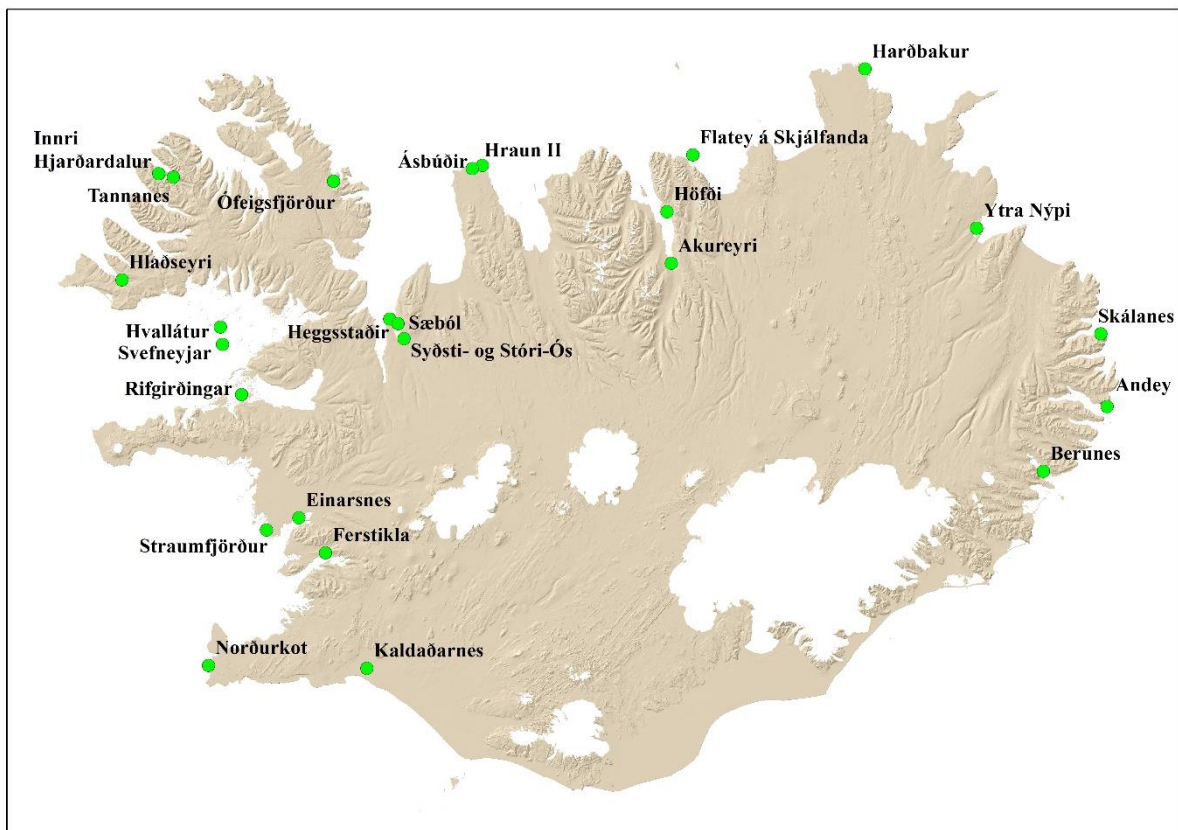 Harðbakur
Innri
Hjarðardalur
Tannanes
Ófeigsfjörður
Ásbúðir
Hraun II
Flatey á Skjálfanda
Höfði
Akureyri
Ytra Nýpi
Hlaðseyri
Hvallátur
Svefneyjar
Rifgirðingar
Heggsstaðir
Sæból
Syðsti- og Stóri-Ós
Skálanes
Andey
Berunes
Einarsnes
Straumfjörður
Ferstikla
Norðurkot
Kaldaðarnes